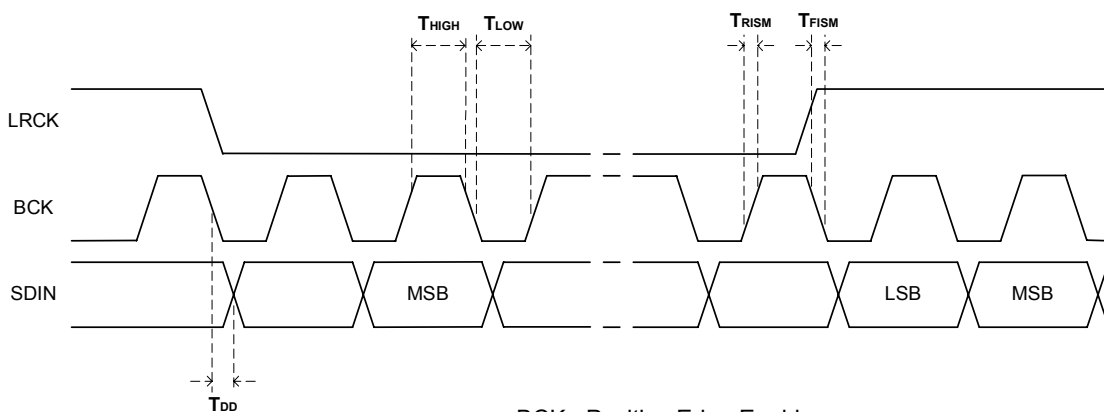 THIGH TLOW TRISM TFISM
LRCK
BCK
SDIN MSB LSB MSB
TDD